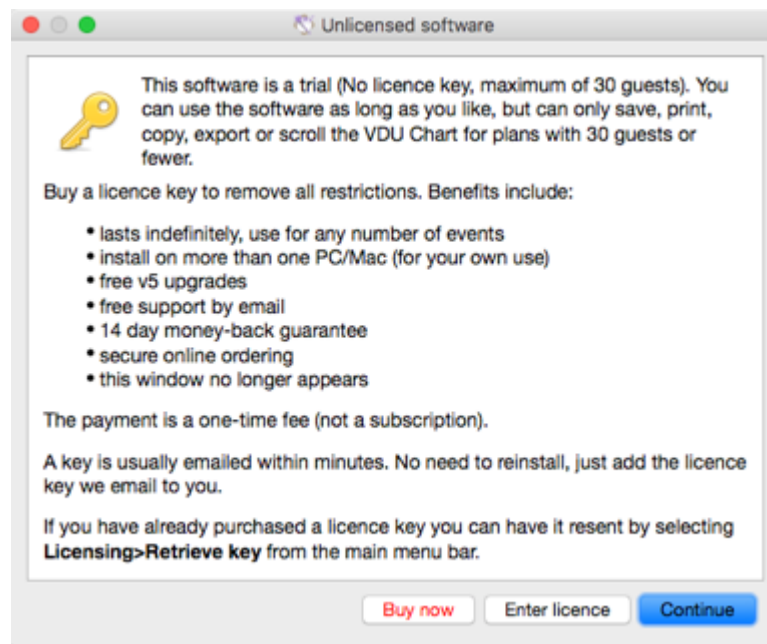 Unlicensed software
This software is a trial (No licence key, maximum of 30 guests). You
can use the software as long as you like, but can only save, print,
copy, export or scroll the VDU Chart for plans with 30 guests or
fewer.
Buy a licence key to remove all restrictions. Benefits include:
• lasts indefinitely, use for any number of events
• install on more than one PC/Mac (for your own use)
• free v5 upgrades
• free support by email
• 14 day money-back guarantee
• secure online ordering
• this window no longer appears
The payment is a one-time fee (not a subscription).
A key is usually emailed within minutes. No need to reinstall, just add the licence
key we email to you.
If you have already purchased a licence key you can have it resent by selecting
Licensing>Retrieve key from the main menu bar.
Buy now Enter licence Continue